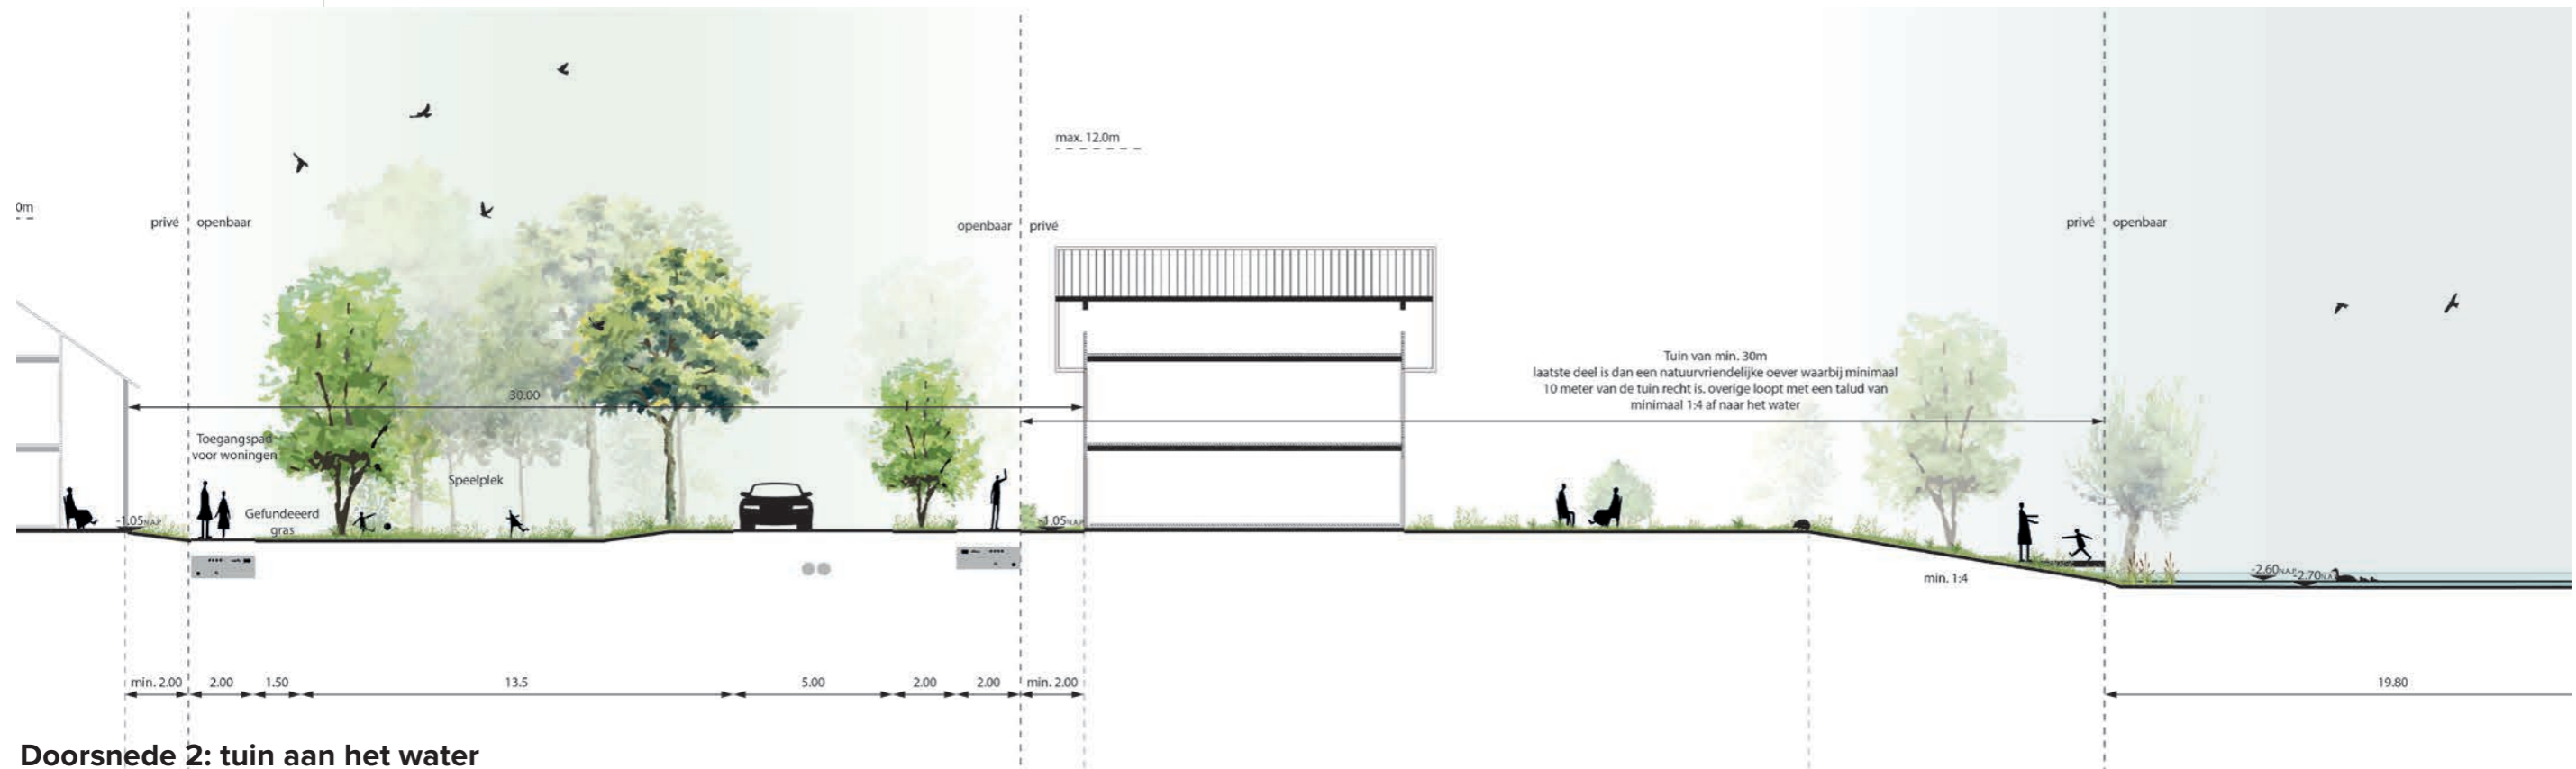 max. 12.0m
0m
privé openbaar
openbaar privé
privé openbaar
Tuin van min. 30m
laatste deel is dan een natuurvriendelijke oever waarbij minimaal
10 meter van de tuin recht is. overige loopt met een talud van
minimaal 1:4 af naar het water
30.00
Toegangspad
voor woningen
Speelplek
Gefundeeerd
gras
-1.05 NAP
-1.05 NAP
min. 1:4
-2.60 NAP
-2.70 NAP
min. 2.00 2.00 1.50 13.5 5.00 2.00 2.00 min. 2.00 19.80
Doorsnede 2: tuin aan het water